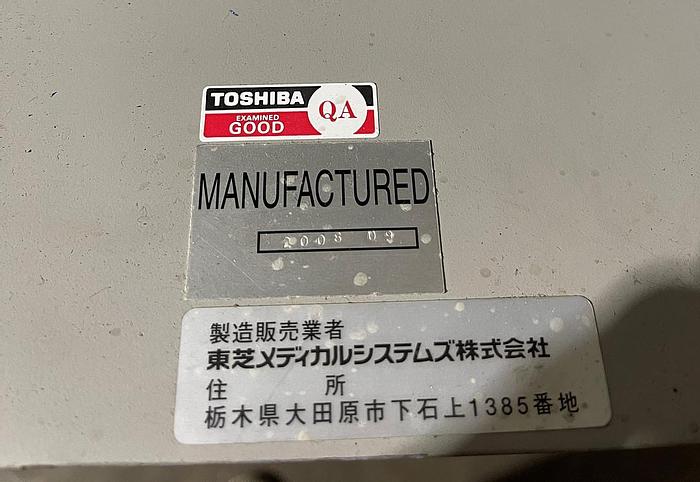 TOSHIBA
EXAMINED
GOOD
QA
MANUFACTURED
2008 09
製造販売業者
東芝メディカルシステムズ株式会社
住 所
栃木県大田原市下石上1385番地